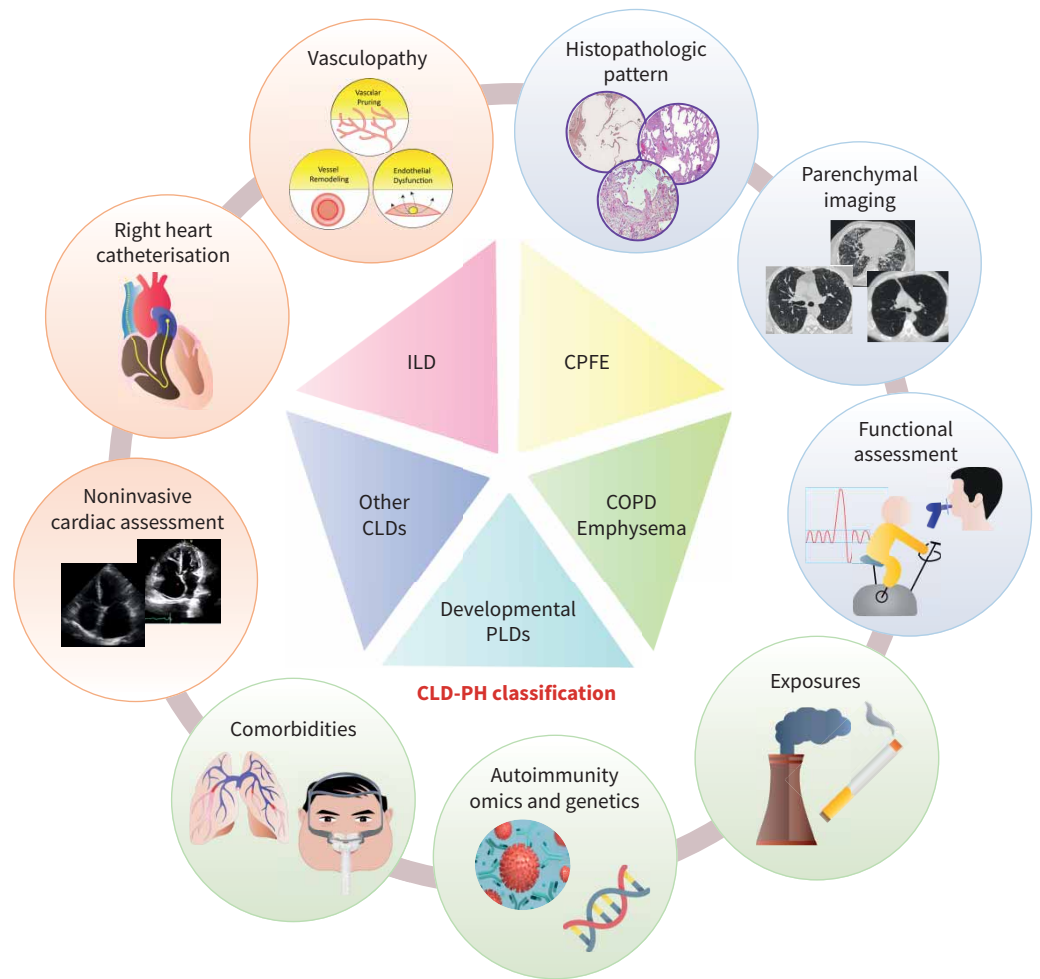 Vasculopathy
Vascular
Pruring
Vessel
Remodeling
Endothelial
Dysfunction
Histopathologic
pattern
Parenchymal
imaging
Right heart
catheterisation
ILD
CPFE
Functional
assessment
Other
CLDs
COPD
Emphysema
Noninvasive
cardiac assessment
Developmental
PLDs
CLD-PH classification
Exposures
Comorbidities
Autoimmunity
omics and genetics